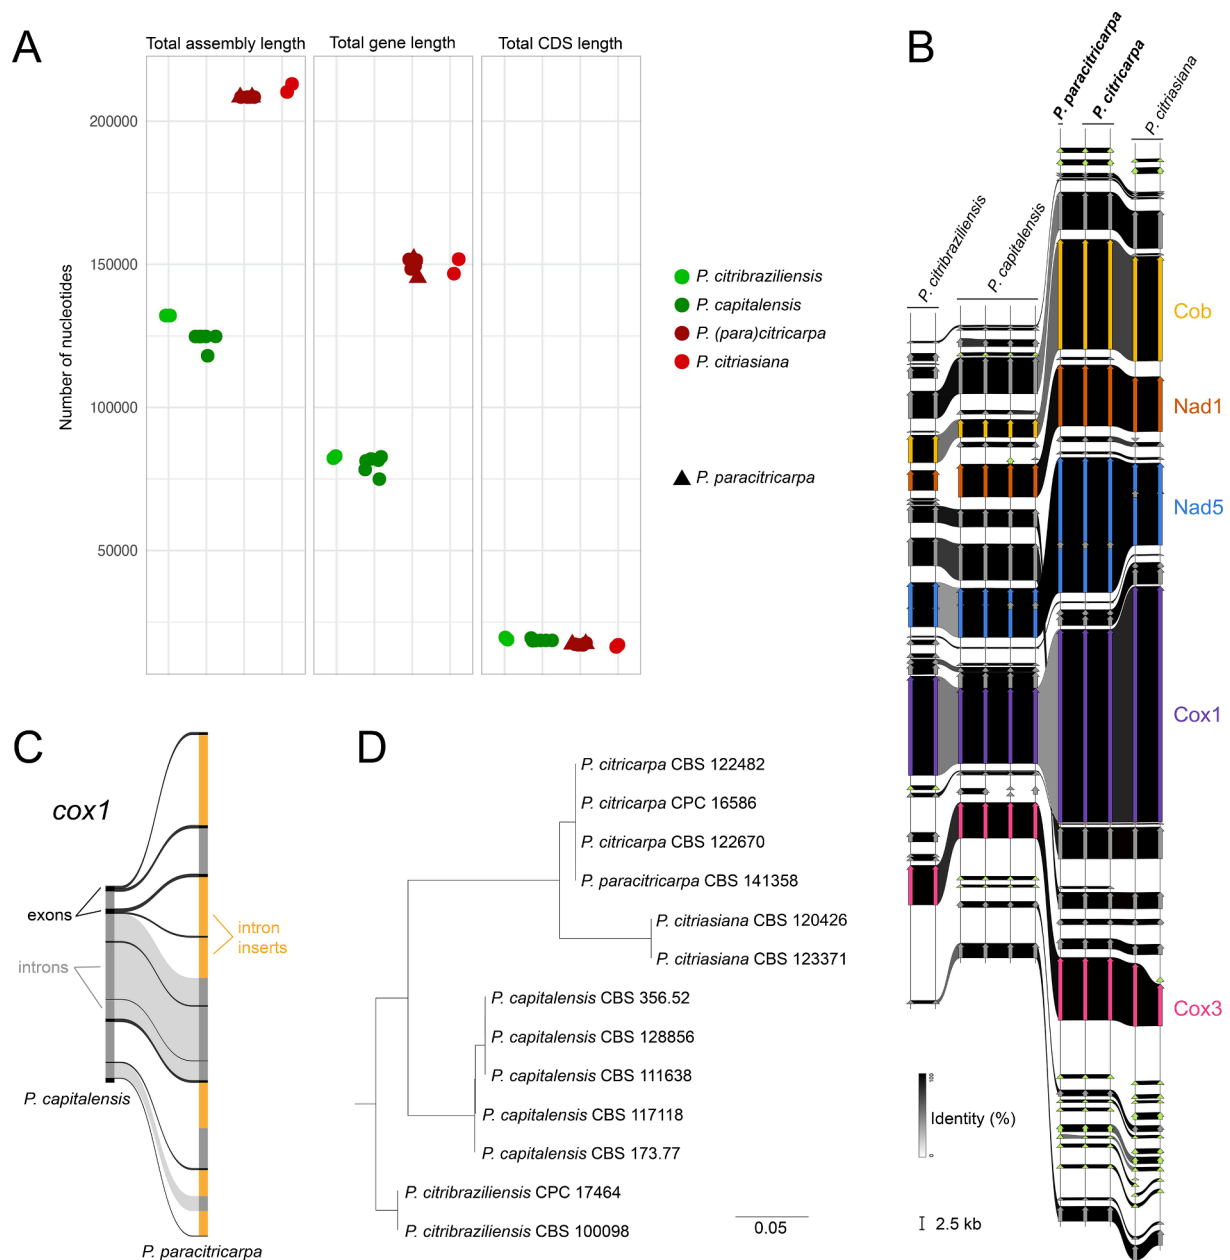 A
Total assembly length
Total gene length
Total CDS length
Number of nucleotides
200000
150000
100000
50000
P. citribraziliensis
P. capitalensis
P. (para)citricarpa
P. citriasiana
P. paracitricarpa
B
P. citribraziliensis
P. capitalensis
P. paracitricarpa
P. citricarpa
P. citriasiana
Cob
Nad1
Nad5
Cox1
Cox3
100
Identity (%)
0
2.5 kb
C
cox1
exons
introns
intron
inserts
P. capitalensis
P. paracitricarpa
D
P. citricarpa CBS 122482
P. citricarpa CPC 16586
P. citricarpa CBS 122670
P. paracitricarpa CBS 141358
P. citriasiana CBS 120426
P. citriasiana CBS 123371
P. capitalensis CBS 356.52
P. capitalensis CBS 128856
P. capitalensis CBS 111638
P. capitalensis CBS 117118
P. capitalensis CBS 173.77
P. citribraziliensis CPC 17464
P. citribraziliensis CBS 100098
0.05